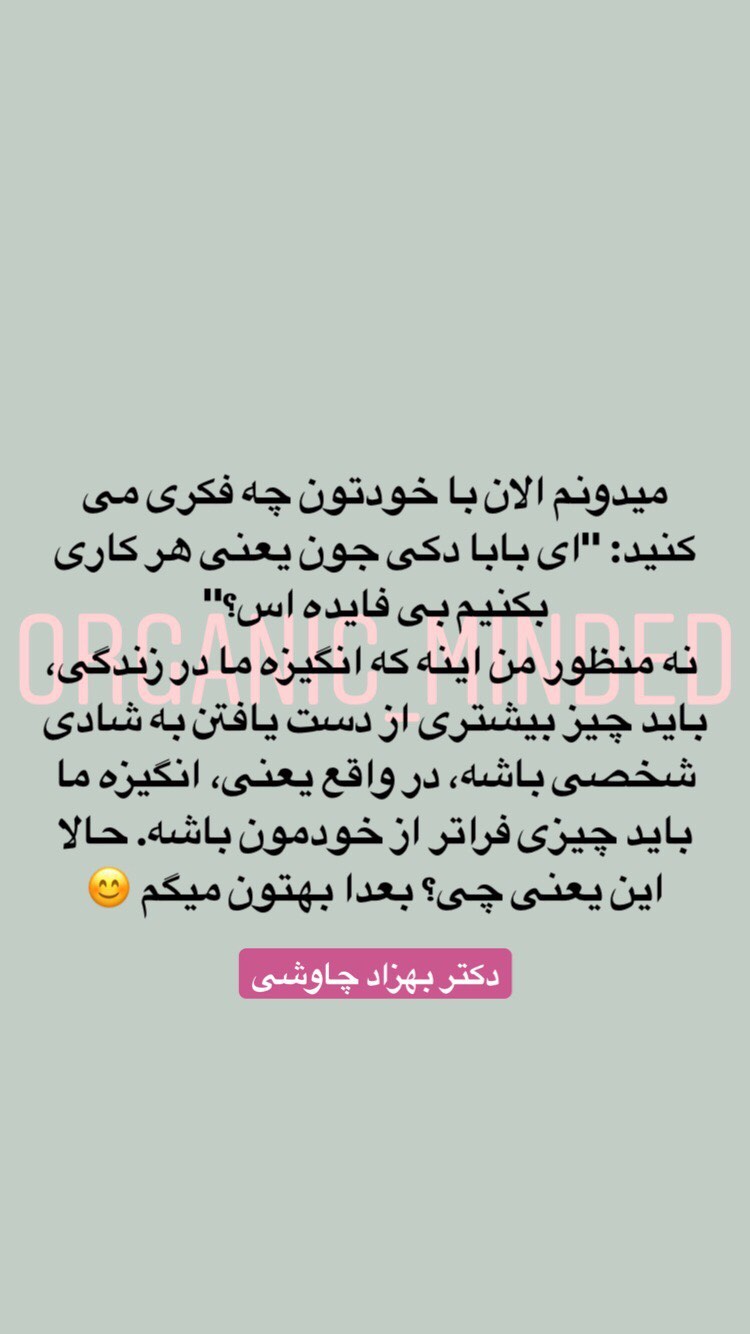 میدونم الان با خودتون چه فکری می
کنید: "ای بابا دکی جون یعنی هر کاری
بکنیم بی فایده اس؟"
نه منظور من اینه که انگیزه ما در زندگی،
ORGANIC_MINDED
باید چیز بیشتری از دست یافتن به شادی
شخصی باشه، در واقع یعنی، انگیزه ما
باید چیزی فراتر از خودمون باشه. حالا
این یعنی چی؟ بعدا بهتون میگم 😊
دکتر بهزاد چاوشی